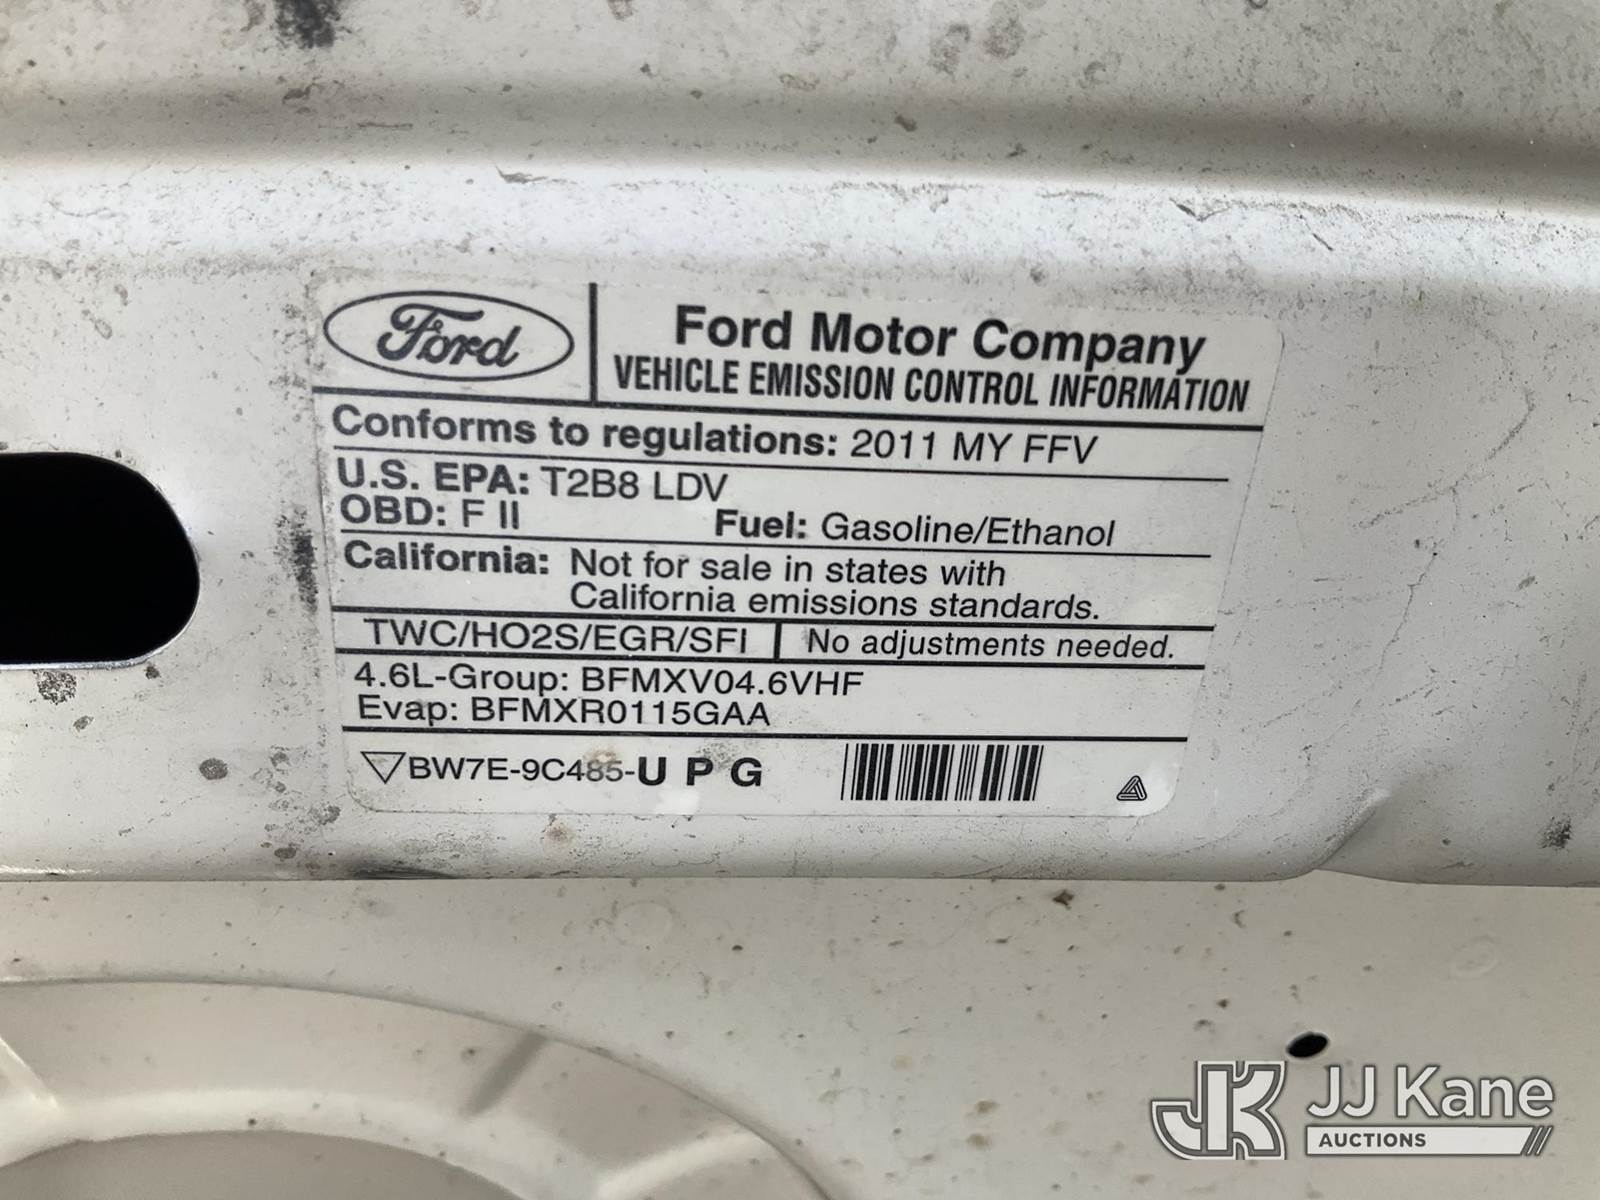 Ford
Ford Motor Company
VEHICLE EMISSION CONTROL INFORMATION
Conforms to regulations: 2011 MY FFV
U.S. EPA: T2B8 LDV
OBD: F II Fuel: Gasoline/Ethanol
California: Not for sale in states with
California emissions standards.
TWC/HO2S/EGR/SFI No adjustments needed.
4.6L-Group: BFMXV04.6VHF
Evap: BFMXR0115GAA
BW7E-9C485-U P G
JK JJ Kane
AUCTIONS